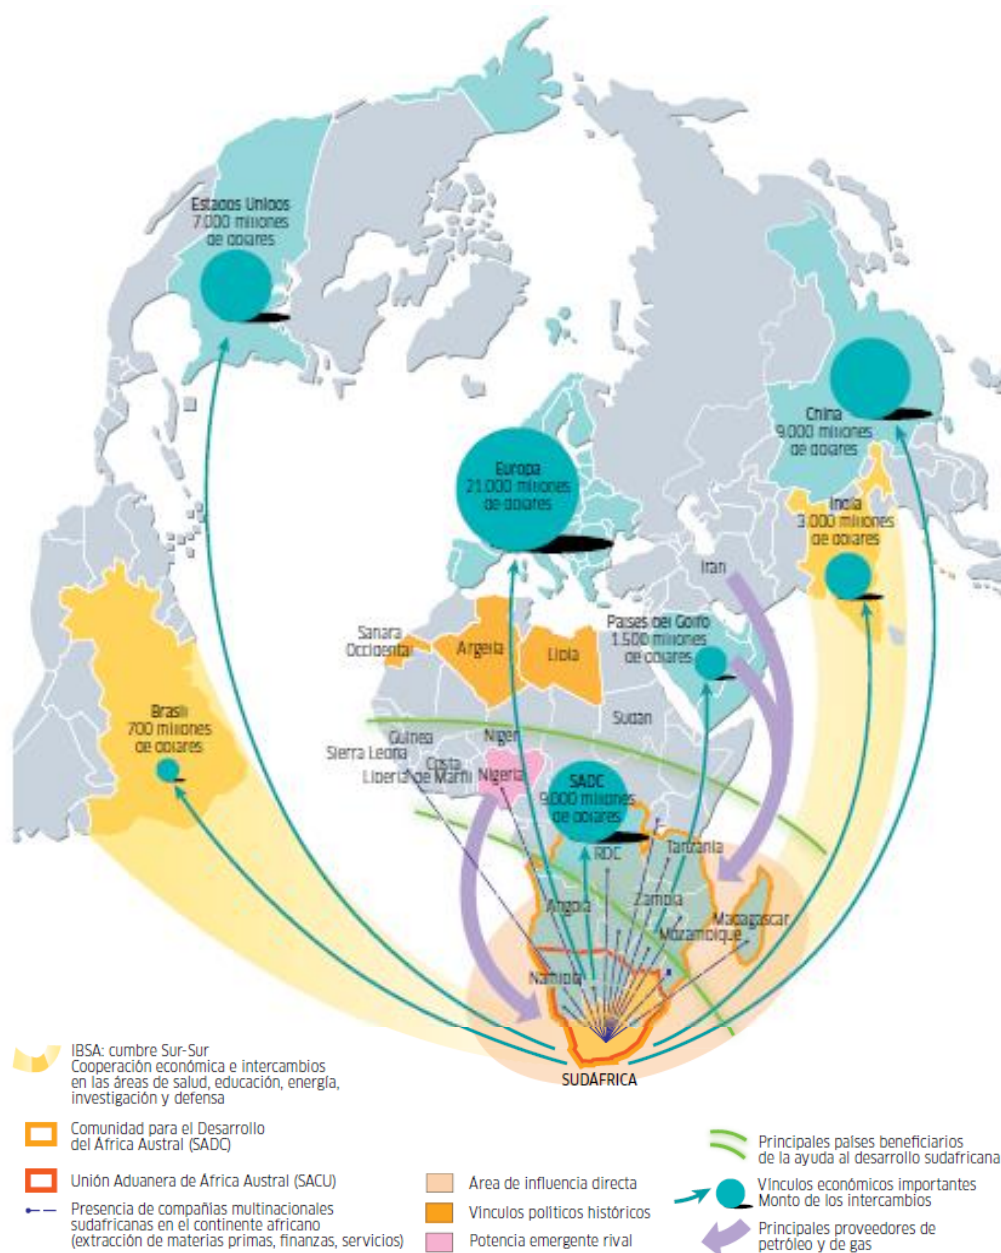 Estados Unidos
7.000 millones
de dólares
Europa
21.000 millones
de dólares
China
9.000 millones
de dólares
India
3.000 millones
de dólares
Irán
Países del Golfo
1.500 millones
de dólares
Sahara
Occidental
Argelia
Libia
Brasil
700 millones
de dólares
Sudán
Guinea
Níger
Sierra Leona
Costa
de Marfil
Liberia
Nigeria
SADC
9.000 millones
de dólares
RDC
Tanzania
Angola
Zambia
Madagascar
Mozambique
Namibia
SUDÁFRICA
IBSA: cumbre Sur-Sur
Cooperación económica e intercambios
en las áreas de salud, educación, energía,
investigación y defensa
Comunidad para el Desarrollo
del África Austral (SADC)
Unión Aduanera de África Austral (SACU)
Presencia de compañías multinacionales
sudafricanas en el continente africano
(extracción de materias primas, finanzas, servicios)
Area de influencia directa
Vínculos políticos históricos
Potencia emergente rival
Principales países beneficiarios
de la ayuda al desarrollo sudafricana
Vínculos económicos importantes
Monto de los intercambios
Principales proveedores de
petróleo y de gas